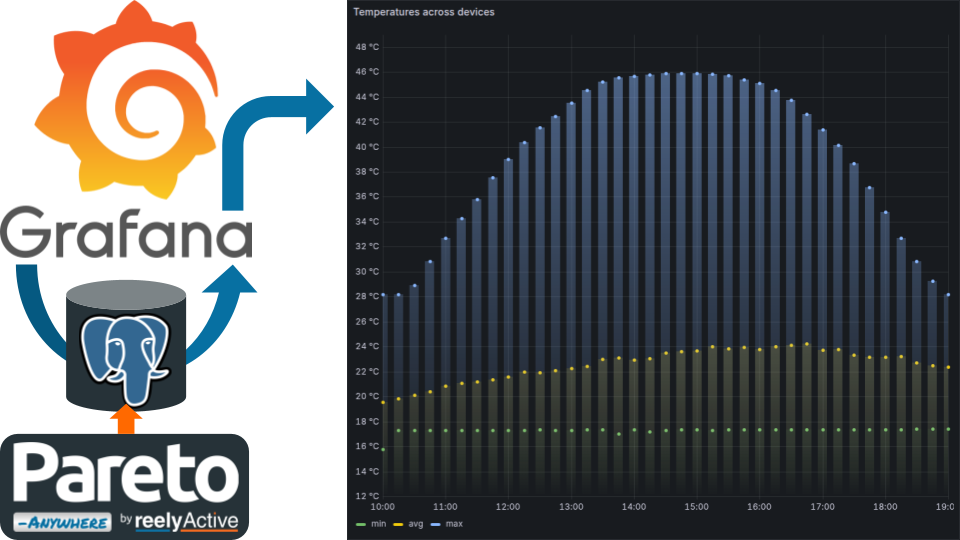 Grafana
Pareto
-ANYWHERE by reelyActive
Temperatures across devices
48 °C
46 °C
44 °C
42 °C
40 °C
38 °C
36 °C
34 °C
32 °C
30 °C
28 °C
26 °C
24 °C
22 °C
20 °C
18 °C
16 °C
14 °C
12 °C
10:00 11:00 12:00 13:00 14:00 15:00 16:00 17:00 18:00 19:0
min avg max